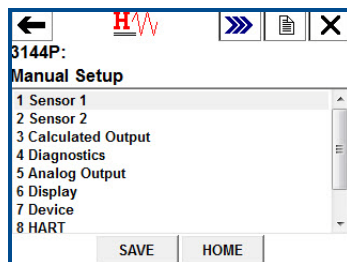 H
3144P:
Manual Setup
1 Sensor 1
2 Sensor 2
3 Calculated Output
4 Diagnostics
5 Analog Output
6 Display
7 Device
8 HART
SAVE HOME